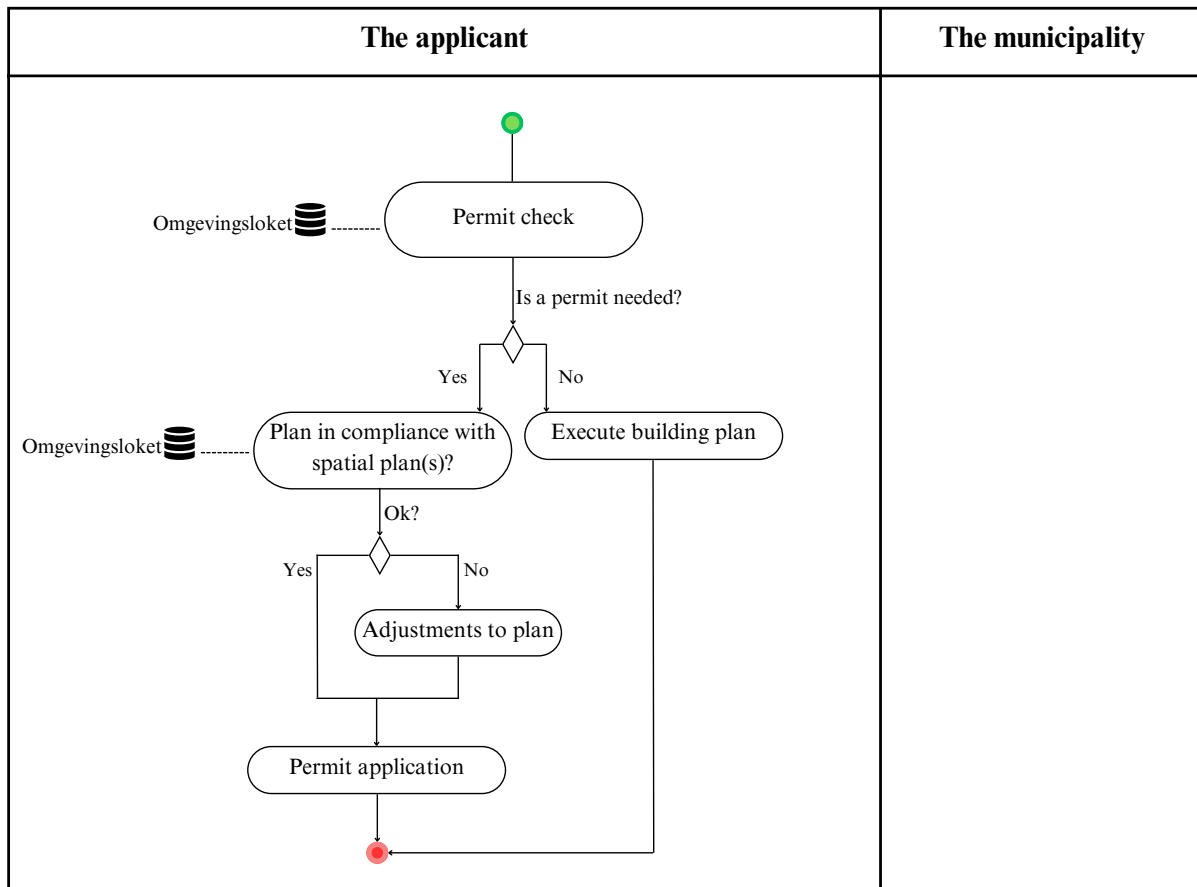 The applicant
The municipality
Omgevingsloket
Permit check
Is a permit needed?
Yes
No
Omgevingsloket
Plan in compliance with
spatial plan(s)?
Execute building plan
Ok?
Yes
No
Adjustments to plan
Permit application